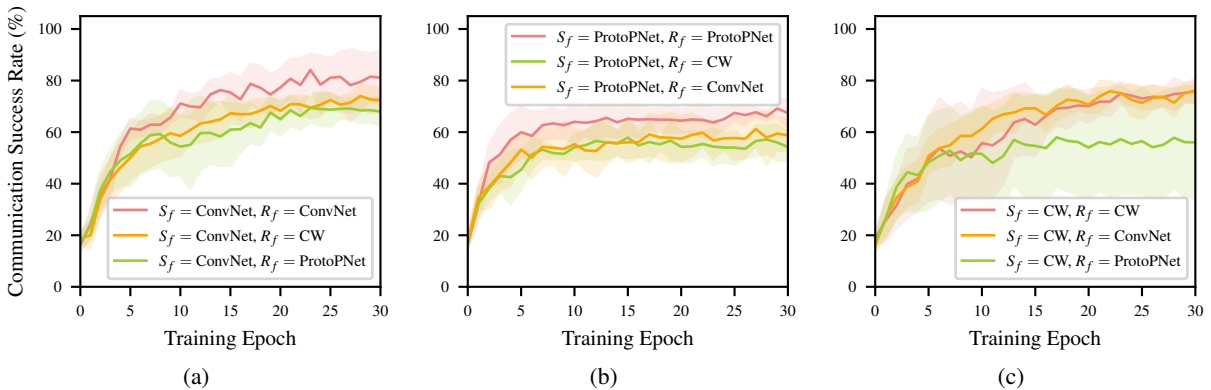 Communication Success Rate (%)
100
80
60
40
20
0
S_f = ConvNet, R_f = ConvNet
S_f = ConvNet, R_f = CW
S_f = ConvNet, R_f = ProtoPNet
0 5 10 15 20 25 30
Training Epoch
(a)
100
80
60
40
20
0
S_f = ProtoPNet, R_f = ProtoPNet
S_f = ProtoPNet, R_f = CW
S_f = ProtoPNet, R_f = ConvNet
0 5 10 15 20 25 30
Training Epoch
(b)
100
80
60
40
20
0
S_f = CW, R_f = CW
S_f = CW, R_f = ConvNet
S_f = CW, R_f = ProtoPNet
0 5 10 15 20 25 30
Training Epoch
(c)